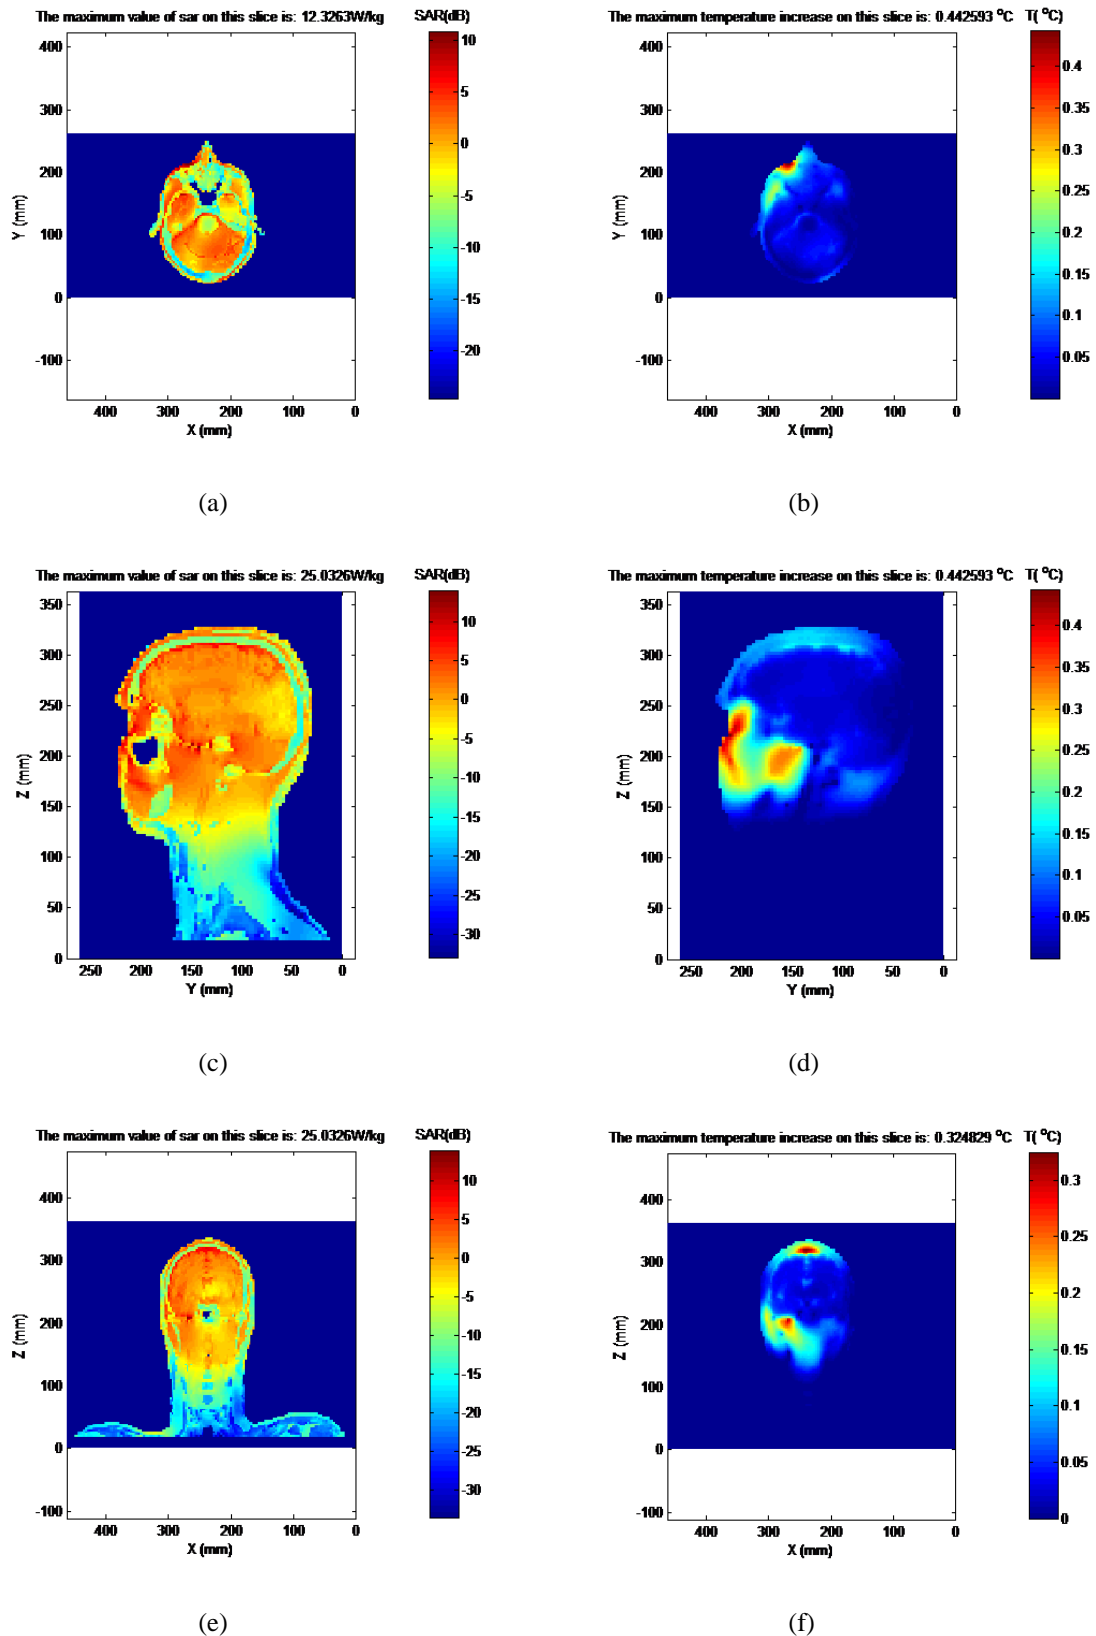 The maximum value of sar on this slice is: 12.3263W/kg SAR(dB)
10
5
0
-5
-10
-15
-20
400
300
200
100
0
-100
Y (mm)
400 300 200 100 0
X (mm)
The maximum temperature increase on this slice is: 0.442593 °C T( °C)
0.4
0.35
0.3
0.25
0.2
0.15
0.1
0.05
400
300
200
100
0
-100
Y (mm)
400 300 200 100 0
X (mm)
(a)
(b)
The maximum value of sar on this slice is: 25.0326W/kg SAR(dB)
10
5
0
-5
-10
-15
-20
-25
-30
350
300
250
200
150
100
50
0
Z (mm)
250 200 150 100 50 0
Y (mm)
The maximum temperature increase on this slice is: 0.442593 °C T( °C)
0.4
0.35
0.3
0.25
0.2
0.15
0.1
0.05
350
300
250
200
150
100
50
0
Z (mm)
250 200 150 100 50 0
Y (mm)
(c)
(d)
The maximum value of sar on this slice is: 25.0326W/kg SAR(dB)
10
5
0
-5
-10
-15
-20
-25
-30
400
300
200
100
0
-100
Z (mm)
400 300 200 100 0
X (mm)
The maximum temperature increase on this slice is: 0.324829 °C T( °C)
0.3
0.25
0.2
0.15
0.1
0.05
0
400
300
200
100
0
-100
Z (mm)
400 300 200 100 0
X (mm)
(e)
(f)